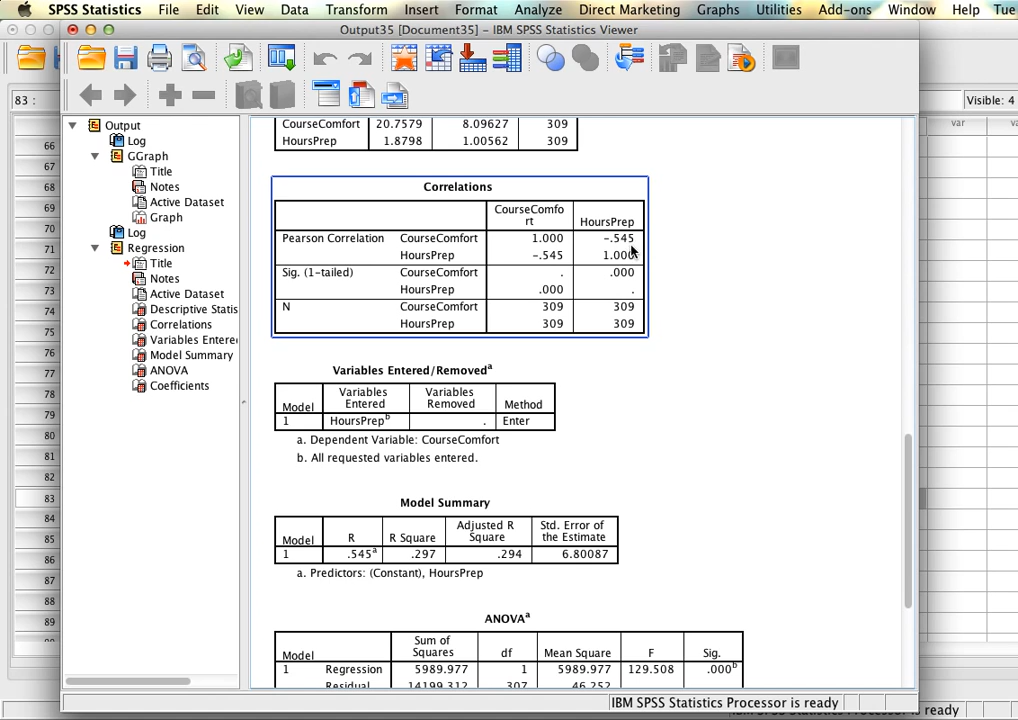 SPSS Statistics File Edit View Data Transform Insert Format Analyze Direct Marketing Graphs Utilities Add-ons Window Help Tue
Output35 [Document35] – IBM SPSS Statistics Viewer
83 :
Visible: 4
var
66
67
68
69
70
71
72
73
74
75
76
77
78
79
80
81
82
83
84
85
86
87
88
89
Output
Log
GGraph
Title
Notes
Active Dataset
Graph
Log
Regression
Title
Notes
Active Dataset
Descriptive Statis
Correlations
Variables Entere
Model Summary
ANOVA
Coefficients
CourseComfort 20.7579 8.09627 309
HoursPrep 1.8798 1.00562 309
Correlations
CourseComfo
rt HoursPrep
Pearson Correlation CourseComfort 1.000 -.545
HoursPrep -.545 1.000
Sig. (1-tailed) CourseComfort . .000
HoursPrep .000 .
N CourseComfort 309 309
HoursPrep 309 309
Variables Entered/Removedª
Model Variables Entered Variables Removed Method
1 HoursPrepᵇ . Enter
a. Dependent Variable: CourseComfort
b. All requested variables entered.
Model Summary
Model R R Square Adjusted R Square Std. Error of the Estimate
1 .545ª .297 .294 6.80087
a. Predictors: (Constant), HoursPrep
ANOVAª
Model Sum of Squares df Mean Square F Sig.
1 Regression 5989.977 1 5989.977 129.508 .000ᵇ
Residual 14199.312 307 46.252
IBM SPSS Statistics Processor is ready